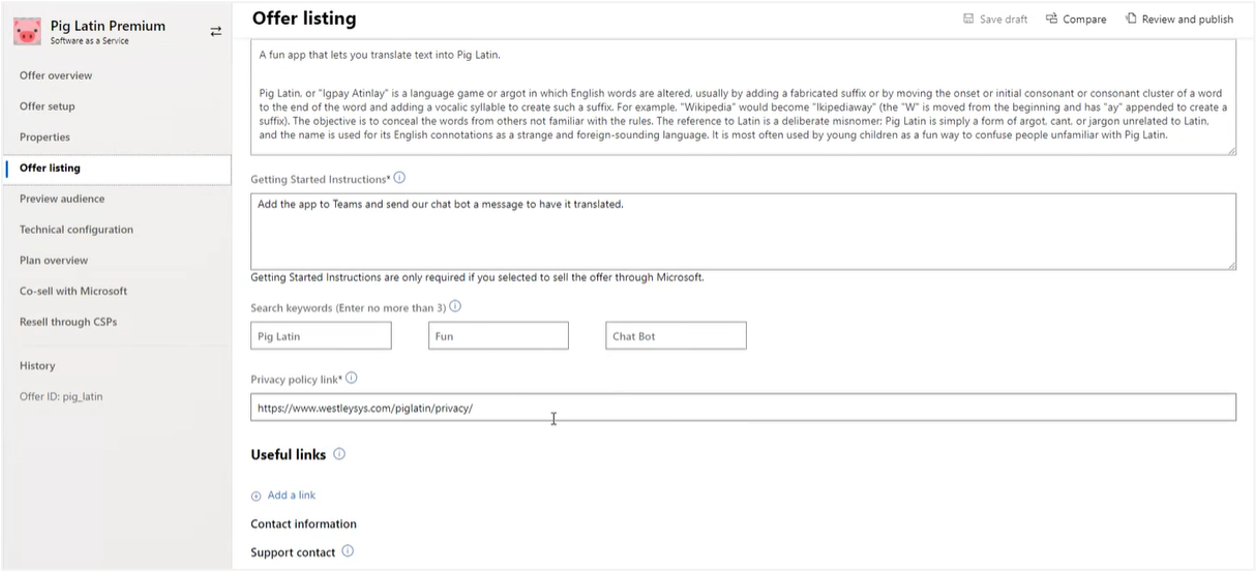 Pig Latin Premium
Software as a Service
Offer overview
Offer setup
Properties
Offer listing
Preview audience
Technical configuration
Plan overview
Co-sell with Microsoft
Resell through CSPs
History
Offer ID: pig_latin
Offer listing
Save draft
Compare
Review and publish
A fun app that lets you translate text into Pig Latin.
Pig Latin, or "Igpay Atinlay" is a language game or argot in which English words are altered, usually by adding a fabricated suffix or by moving the onset or initial consonant or consonant cluster of a word
to the end of the word and adding a vocalic syllable to create such a suffix. For example, "Wikipedia" would become "Ikipediaway" (the "W" is moved from the beginning and has "ay" appended to create a
suffix). The objective is to conceal the words from others not familiar with the rules. The reference to Latin is a deliberate misnomer; Pig Latin is simply a form of argot, cant, or jargon unrelated to Latin,
and the name is used for its English connotations as a strange and foreign-sounding language. It is most often used by young children as a fun way to confuse people unfamiliar with Pig Latin.
Getting Started Instructions*
Add the app to Teams and send our chat bot a message to have it translated.
Getting Started Instructions are only required if you selected to sell the offer through Microsoft.
Search keywords (Enter no more than 3)
Pig Latin
Fun
Chat Bot
Privacy policy link*
https://www.westleysys.com/piglatin/privacy/
Useful links
Add a link
Contact information
Support contact